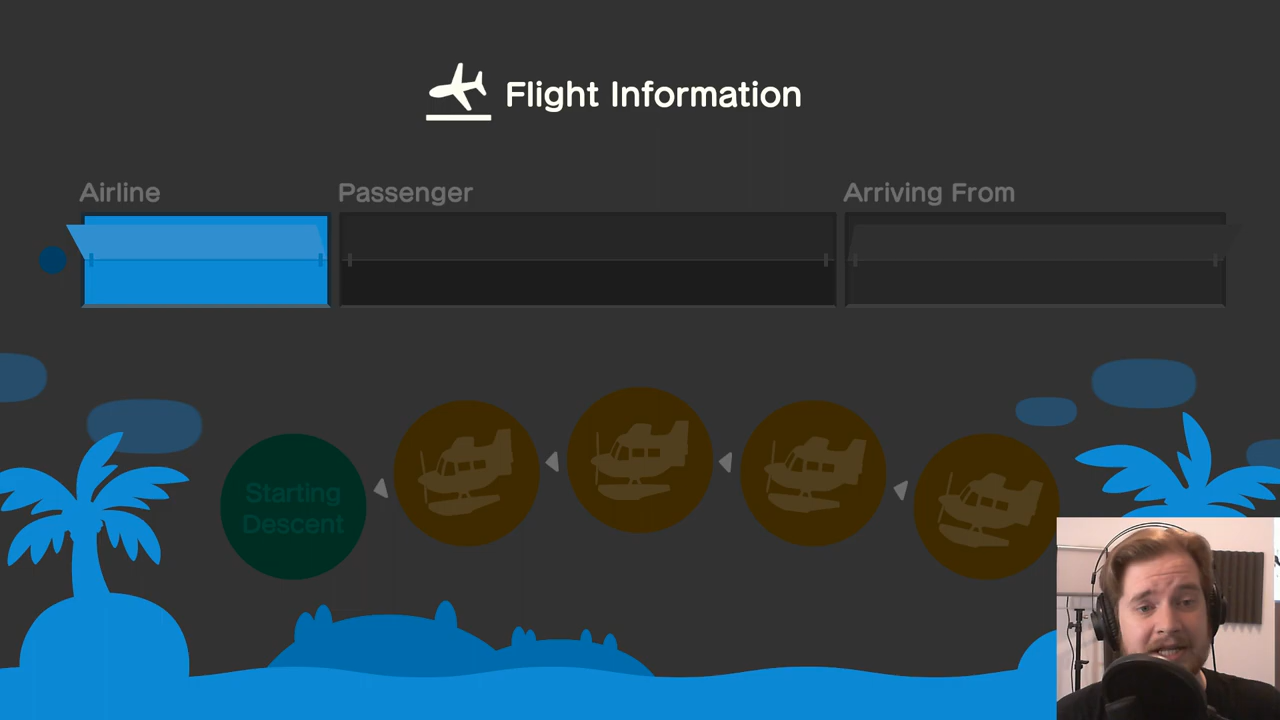 Flight Information
Airline
Passenger
Arriving From
Starting
Descent